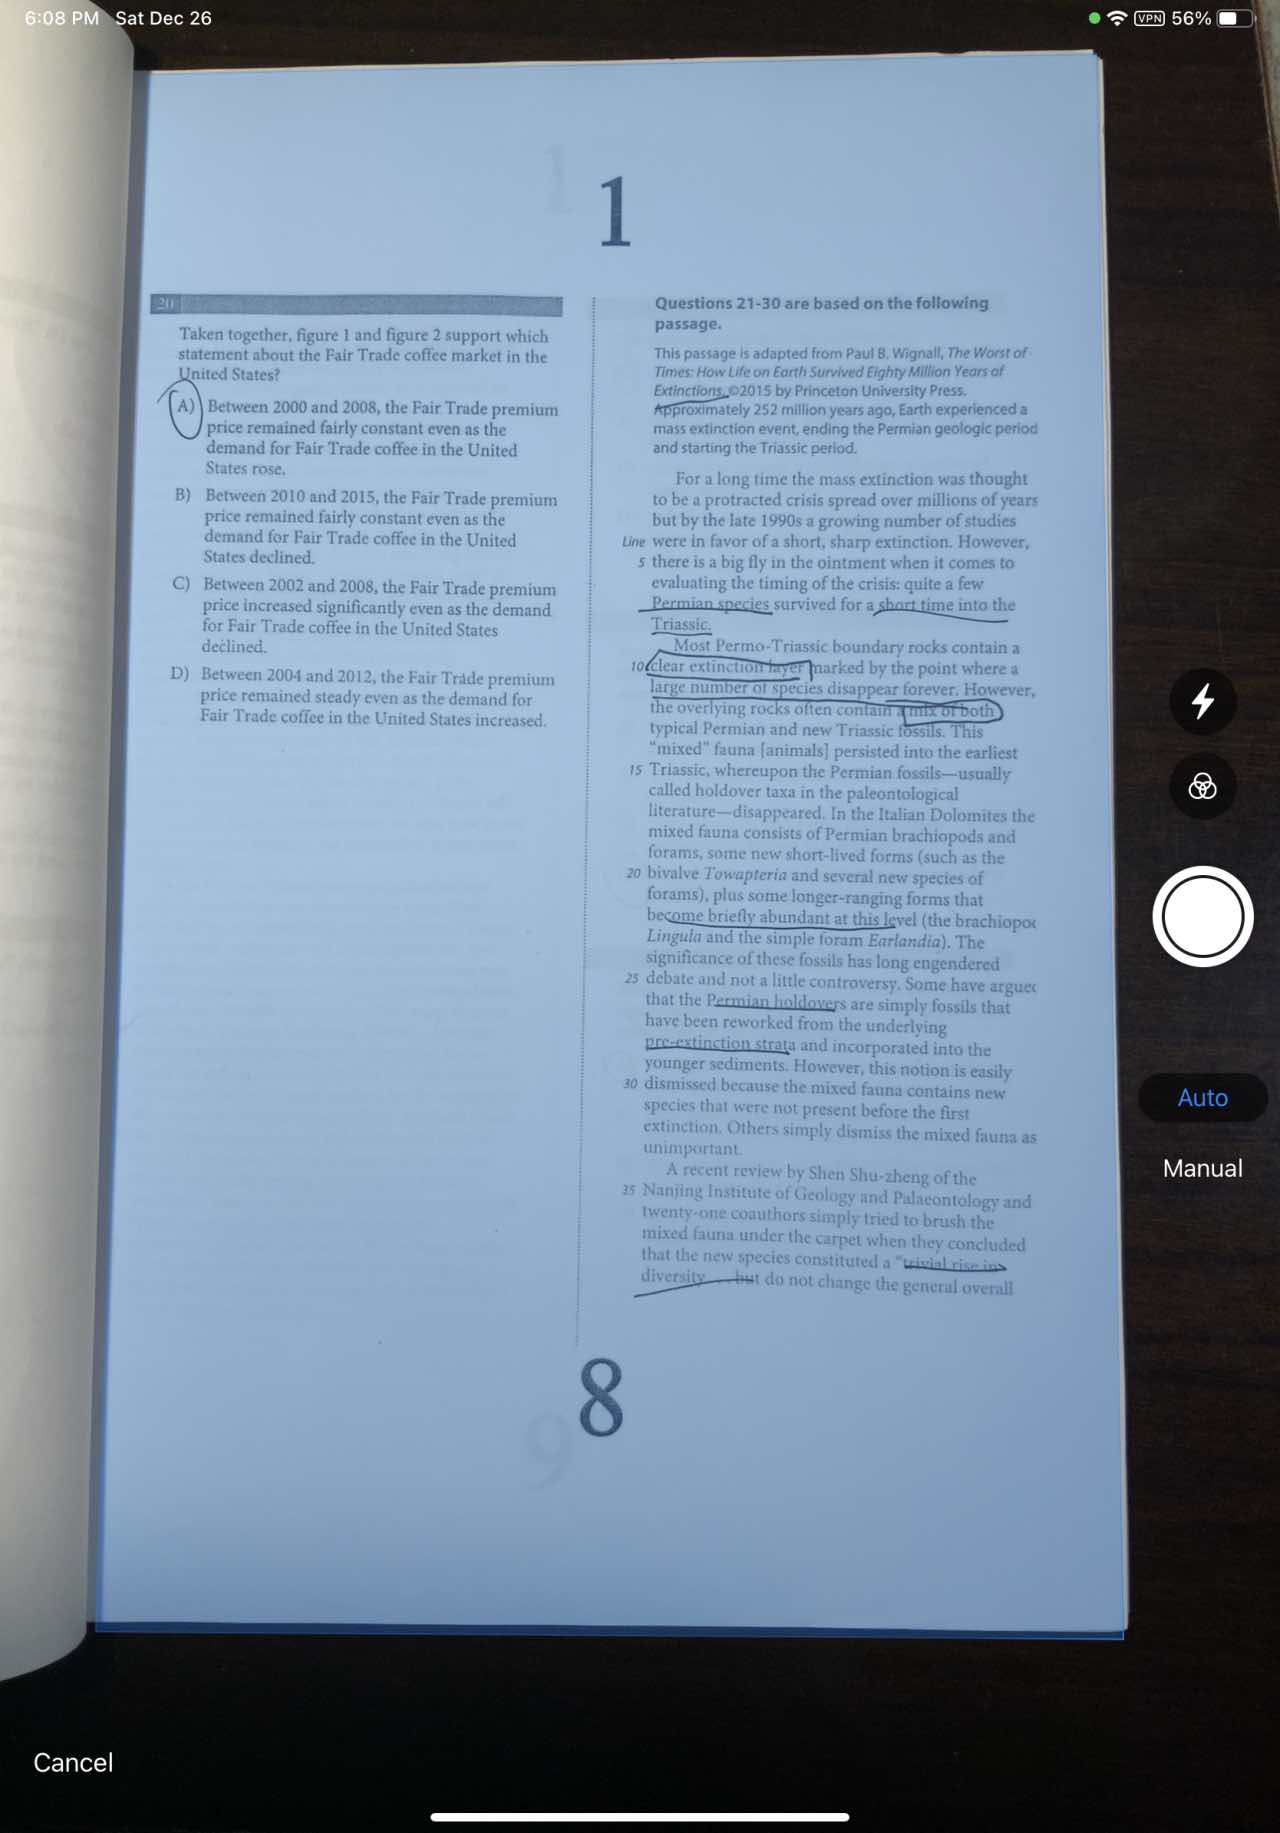 6:08 PM Sat Dec 26
VPN 56%
1
20
Taken together, figure 1 and figure 2 support which
statement about the Fair Trade coffee market in the
United States?
A) Between 2000 and 2008, the Fair Trade premium
price remained fairly constant even as the
demand for Fair Trade coffee in the United
States rose.
B) Between 2010 and 2015, the Fair Trade premium
price remained fairly constant even as the
demand for Fair Trade coffee in the United
States declined.
C) Between 2002 and 2008, the Fair Trade premium
price increased significantly even as the demand
for Fair Trade coffee in the United States
declined.
D) Between 2004 and 2012, the Fair Trade premium
price remained steady even as the demand for
Fair Trade coffee in the United States increased.
Questions 21-30 are based on the following
passage.
This passage is adapted from Paul B. Wignall, The Worst of
Times: How Life on Earth Survived Eighty Million Years of
Extinctions. ©2015 by Princeton University Press.
Approximately 252 million years ago, Earth experienced a
mass extinction event, ending the Permian geologic period
and starting the Triassic period.
For a long time the mass extinction was thought
to be a protracted crisis spread over millions of years
but by the late 1990s a growing number of studies
Line were in favor of a short, sharp extinction. However,
5 there is a big fly in the ointment when it comes to
evaluating the timing of the crisis: quite a few
Permian species survived for a short time into the
Triassic.
Most Permo-Triassic boundary rocks contain a
10 clear extinction layer marked by the point where a
large number of species disappear forever. However,
the overlying rocks often contain a mix of both
typical Permian and new Triassic fossils. This
"mixed" fauna [animals] persisted into the earliest
15 Triassic, whereupon the Permian fossils—usually
called holdover taxa in the paleontological
literature—disappeared. In the Italian Dolomites the
mixed fauna consists of Permian brachiopods and
forams, some new short-lived forms (such as the
20 bivalve Towapteria and several new species of
forams), plus some longer-ranging forms that
become briefly abundant at this level (the brachiopo
Lingula and the simple foram Earlandia). The
significance of these fossils has long engendered
25 debate and not a little controversy. Some have argue
that the Permian holdovers are simply fossils that
have been reworked from the underlying
pre-extinction strata and incorporated into the
younger sediments. However, this notion is easily
30 dismissed because the mixed fauna contains new
species that were not present before the first
extinction. Others simply dismiss the mixed fauna as
unimportant.
A recent review by Shen Shu-zheng of the
35 Nanjing Institute of Geology and Palaeontology and
twenty-one coauthors simply tried to brush the
mixed fauna under the carpet when they concluded
that the new species constituted a "trivial rise in
diversity . . . but do not change the general overall
8
Auto
Manual
Cancel